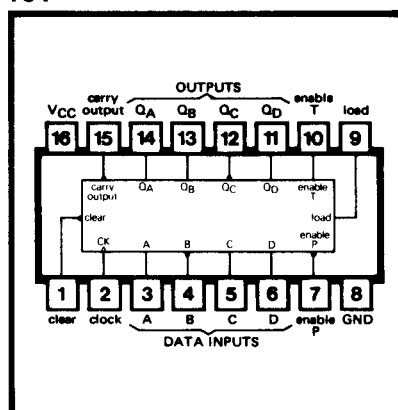 OUTPUTS
VCC carry output QA QB QC QD enable T load
16 15 14 13 12 11 10 9
carry output QA QB QC QD enable T
clear load
CK A B C D enable P
1 2 3 4 5 6 7 8
clear clock A B C D enable P GND
DATA INPUTS